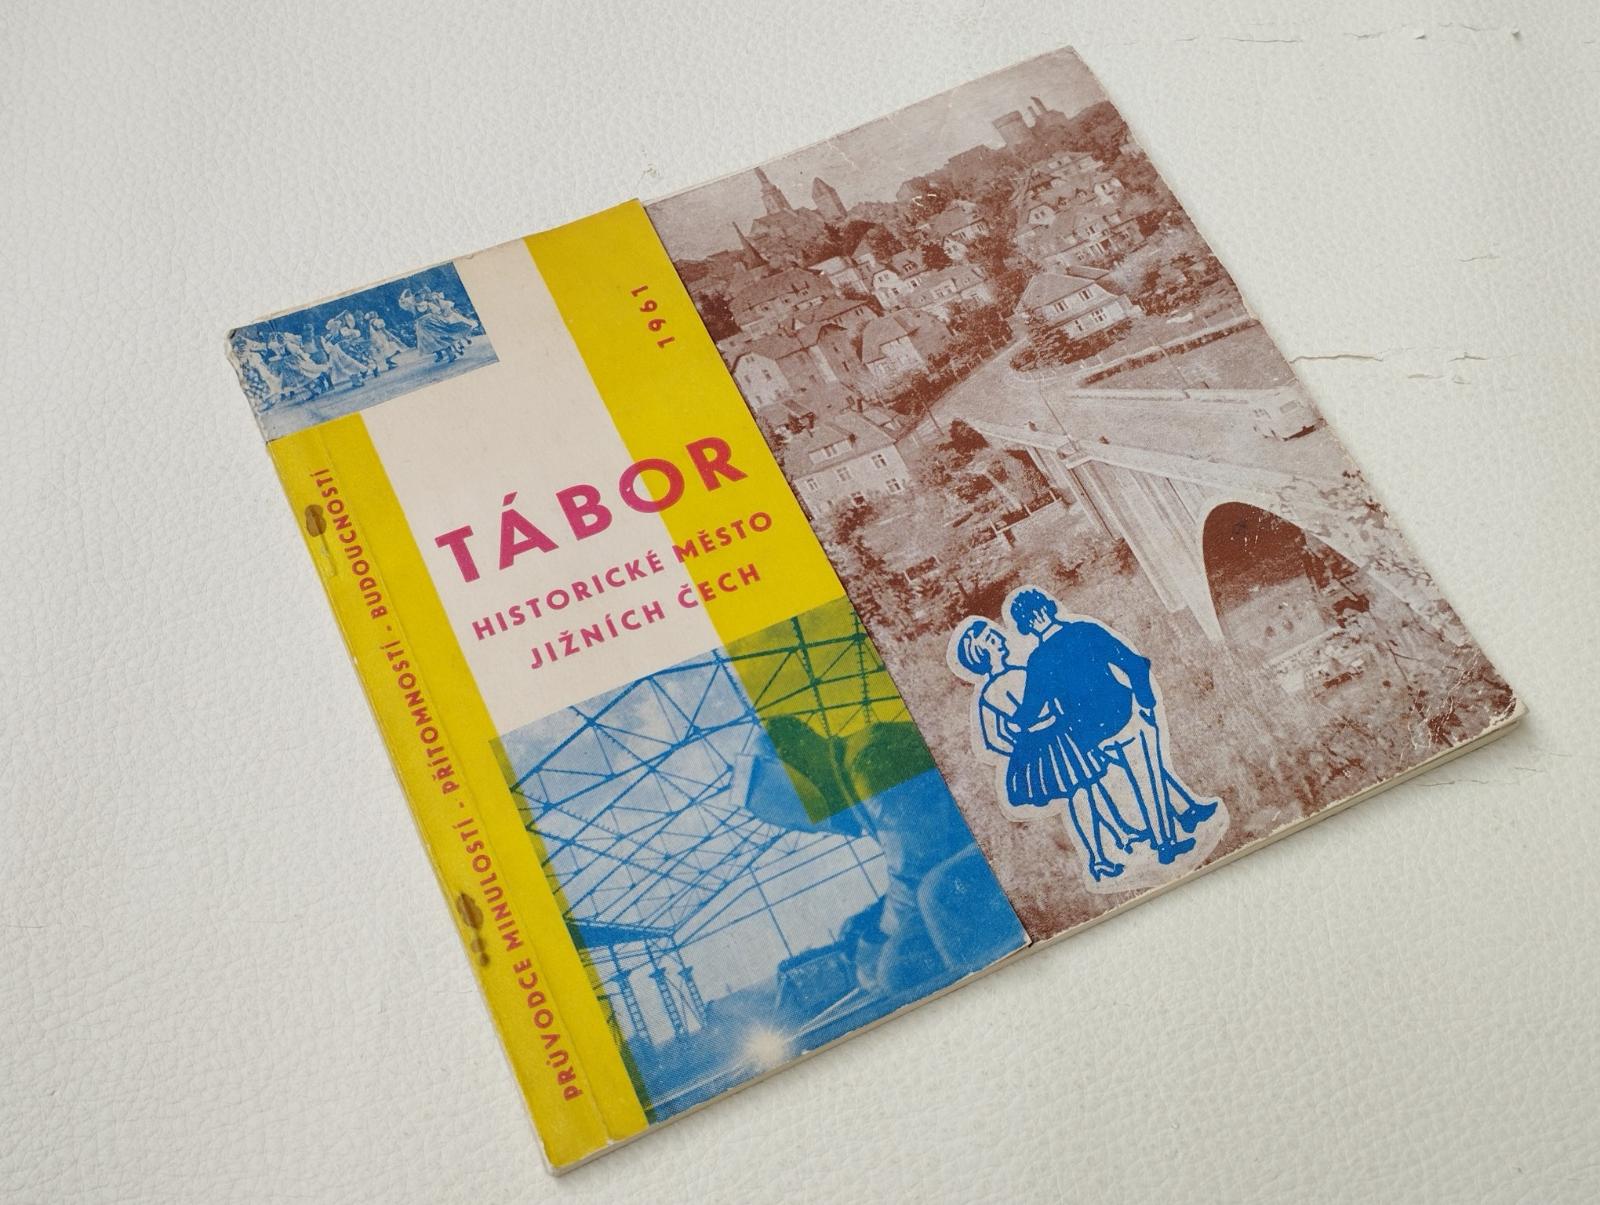 1961
TÁBOR
HISTORICKÉ MĚSTO
JIŽNÍCH ČECH
PRŮVODCE MINULOSTÍ - PŘÍTOMNOSTÍ - BUDOUCNOSTÍ